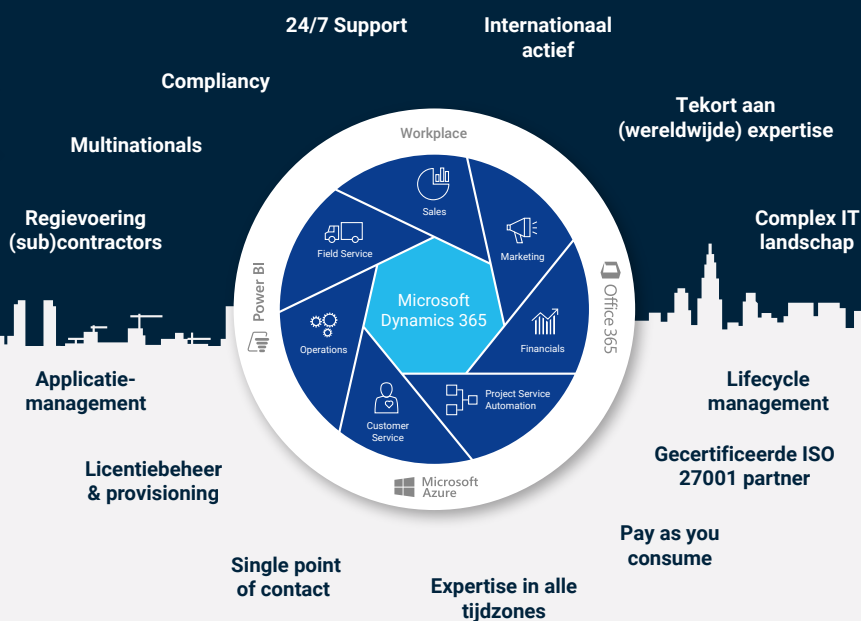 24/7 Support
Internationaal
actief
Compliancy
Tekort aan
(wereldwijde) expertise
Multinationals
Regievoering
(sub)contractors
Complex IT
landschap
Workplace
Sales
Marketing
Field Service
Power BI
Office 365
Microsoft
Dynamics 365
Operations
Financials
Project Service
Automation
Customer
Service
Microsoft
Azure
Applicatie-
management
Lifecycle
management
Licentiebeheer
& provisioning
Gecertificeerde ISO
27001 partner
Pay as you
consume
Single point
of contact
Expertise in alle
tijdzones